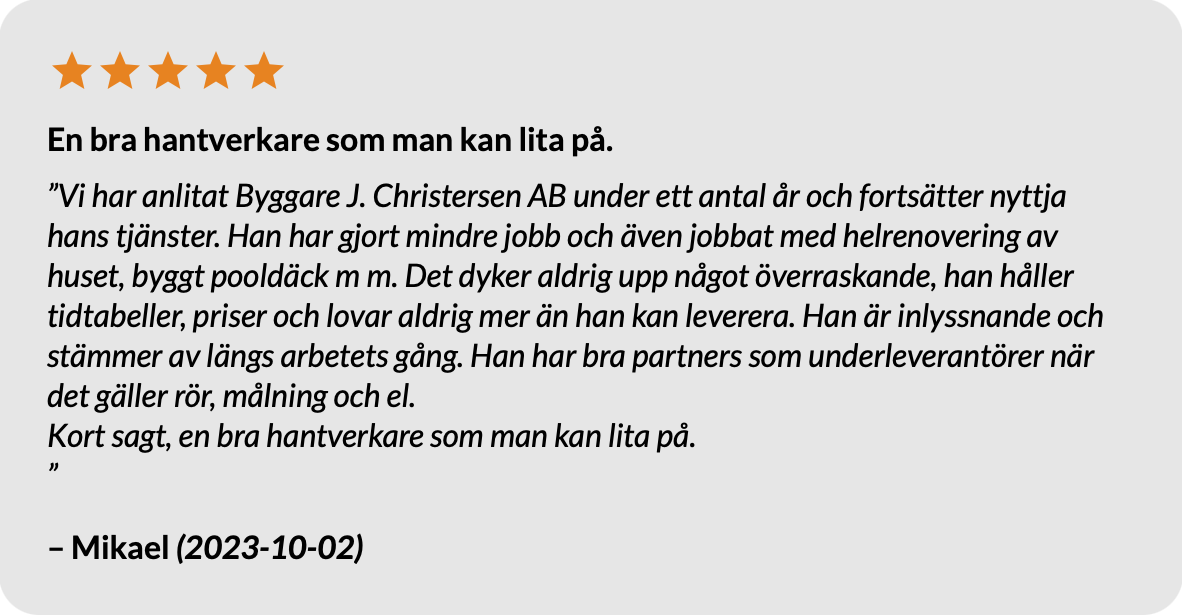 En bra hantverkare som man kan lita på.
”Vi har anlitat Byggare J. Christersen AB under ett antal år och fortsätter nyttja
hans tjänster. Han har gjort mindre jobb och även jobbat med helrenovering av
huset, byggt pooldäck m m. Det dyker aldrig upp något överraskande, han håller
tidtabeller, priser och lovar aldrig mer än han kan leverera. Han är inlyssnande och
stämmer av längs arbetets gång. Han har bra partners som underleverantörer när
det gäller rör, målning och el.
Kort sagt, en bra hantverkare som man kan lita på.
”
– Mikael (2023-10-02)